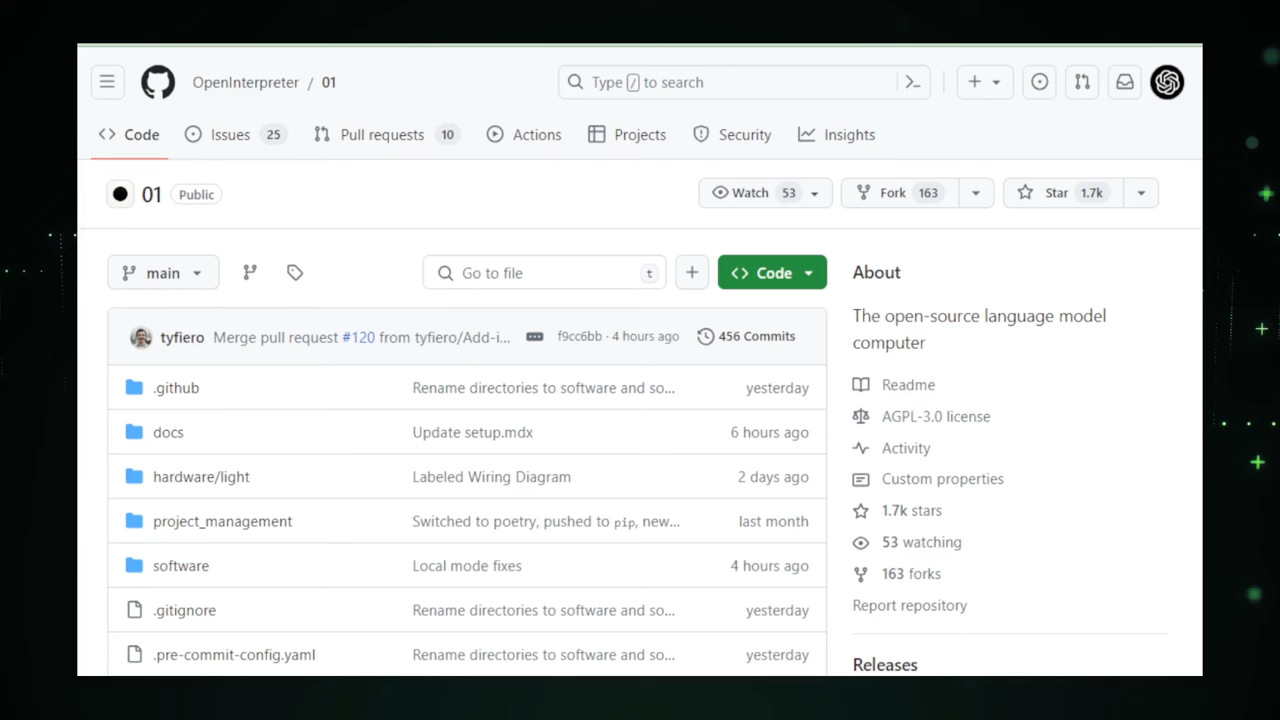 OpenInterpreter / 01
Type / to search
Code
Issues 25
Pull requests 10
Actions
Projects
Security
Insights
01 Public
Watch 53
Fork 163
Star 1.7k
main
Go to file t
Code
tyfiero Merge pull request #120 from tyfiero/Add-i... f9cc6bb · 4 hours ago 456 Commits
.github Rename directories to software and so... yesterday
docs Update setup.mdx 6 hours ago
hardware/light Labeled Wiring Diagram 2 days ago
project_management Switched to poetry, pushed to pip, new... last month
software Local mode fixes 4 hours ago
.gitignore Rename directories to software and so... yesterday
.pre-commit-config.yaml Rename directories to software and so... yesterday
About
The open-source language model
computer
Readme
AGPL-3.0 license
Activity
Custom properties
1.7k stars
53 watching
163 forks
Report repository
Releases